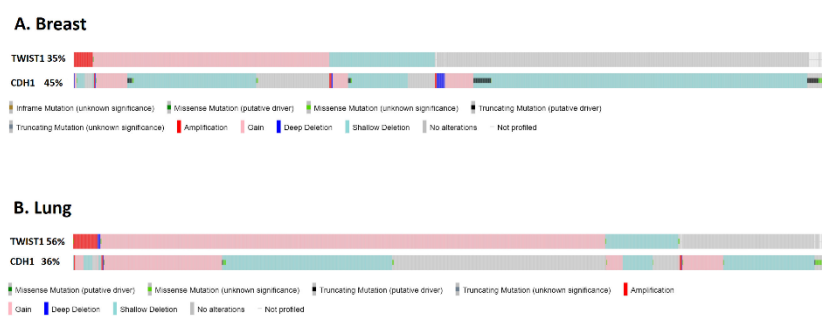 A. Breast
TWIST1 35%
CDH1 45%
Inframe Mutation (unknown significance) Missense Mutation (putative driver) Missense Mutation (unknown significance) Truncating Mutation (putative driver)
Truncating Mutation (unknown significance) Amplification Gain Deep Deletion Shallow Deletion No alterations Not profiled
B. Lung
TWIST1 56%
CDH1 36%
Missense Mutation (putative driver) Missense Mutation (unknown significance) Truncating Mutation (putative driver) Truncating Mutation (unknown significance) Amplification
Gain Deep Deletion Shallow Deletion No alterations Not profiled